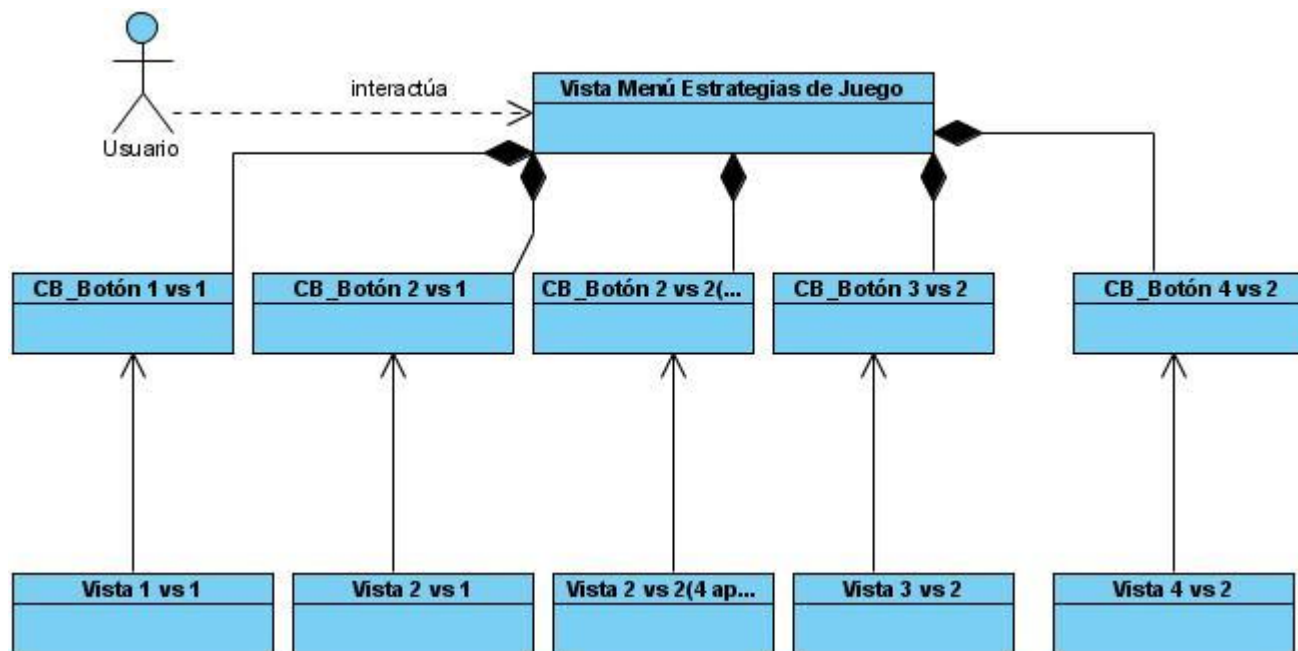 interactúa
Vista Menú Estrategias de Juego
Usuario
CB_Botón 1 vs 1
CB_Botón 2 vs 1
CB_Botón 2 vs 2(...
CB_Botón 3 vs 2
CB_Botón 4 vs 2
Vista 1 vs 1
Vista 2 vs 1
Vista 2 vs 2(4 ap...
Vista 3 vs 2
Vista 4 vs 2